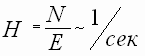 H = N/E ~ 1/сек